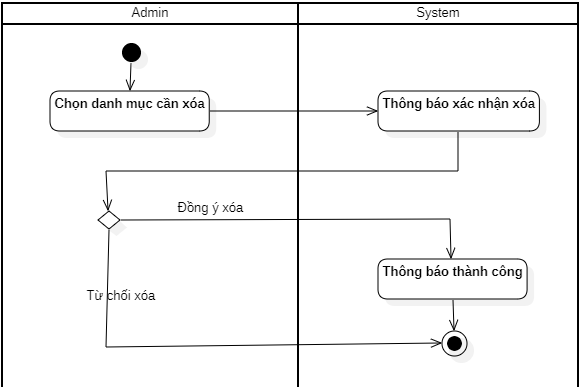 Admin
System
Chọn danh mục cần xóa
Thông báo xác nhận xóa
Đồng ý xóa
Thông báo thành công
Từ chối xóa